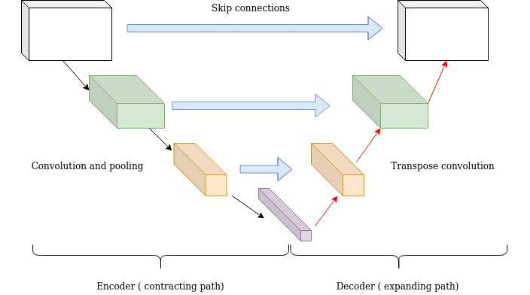 Skip connections
Convolution and pooling
Transpose convolution
Encoder ( contracting path)
Decoder ( expanding path)